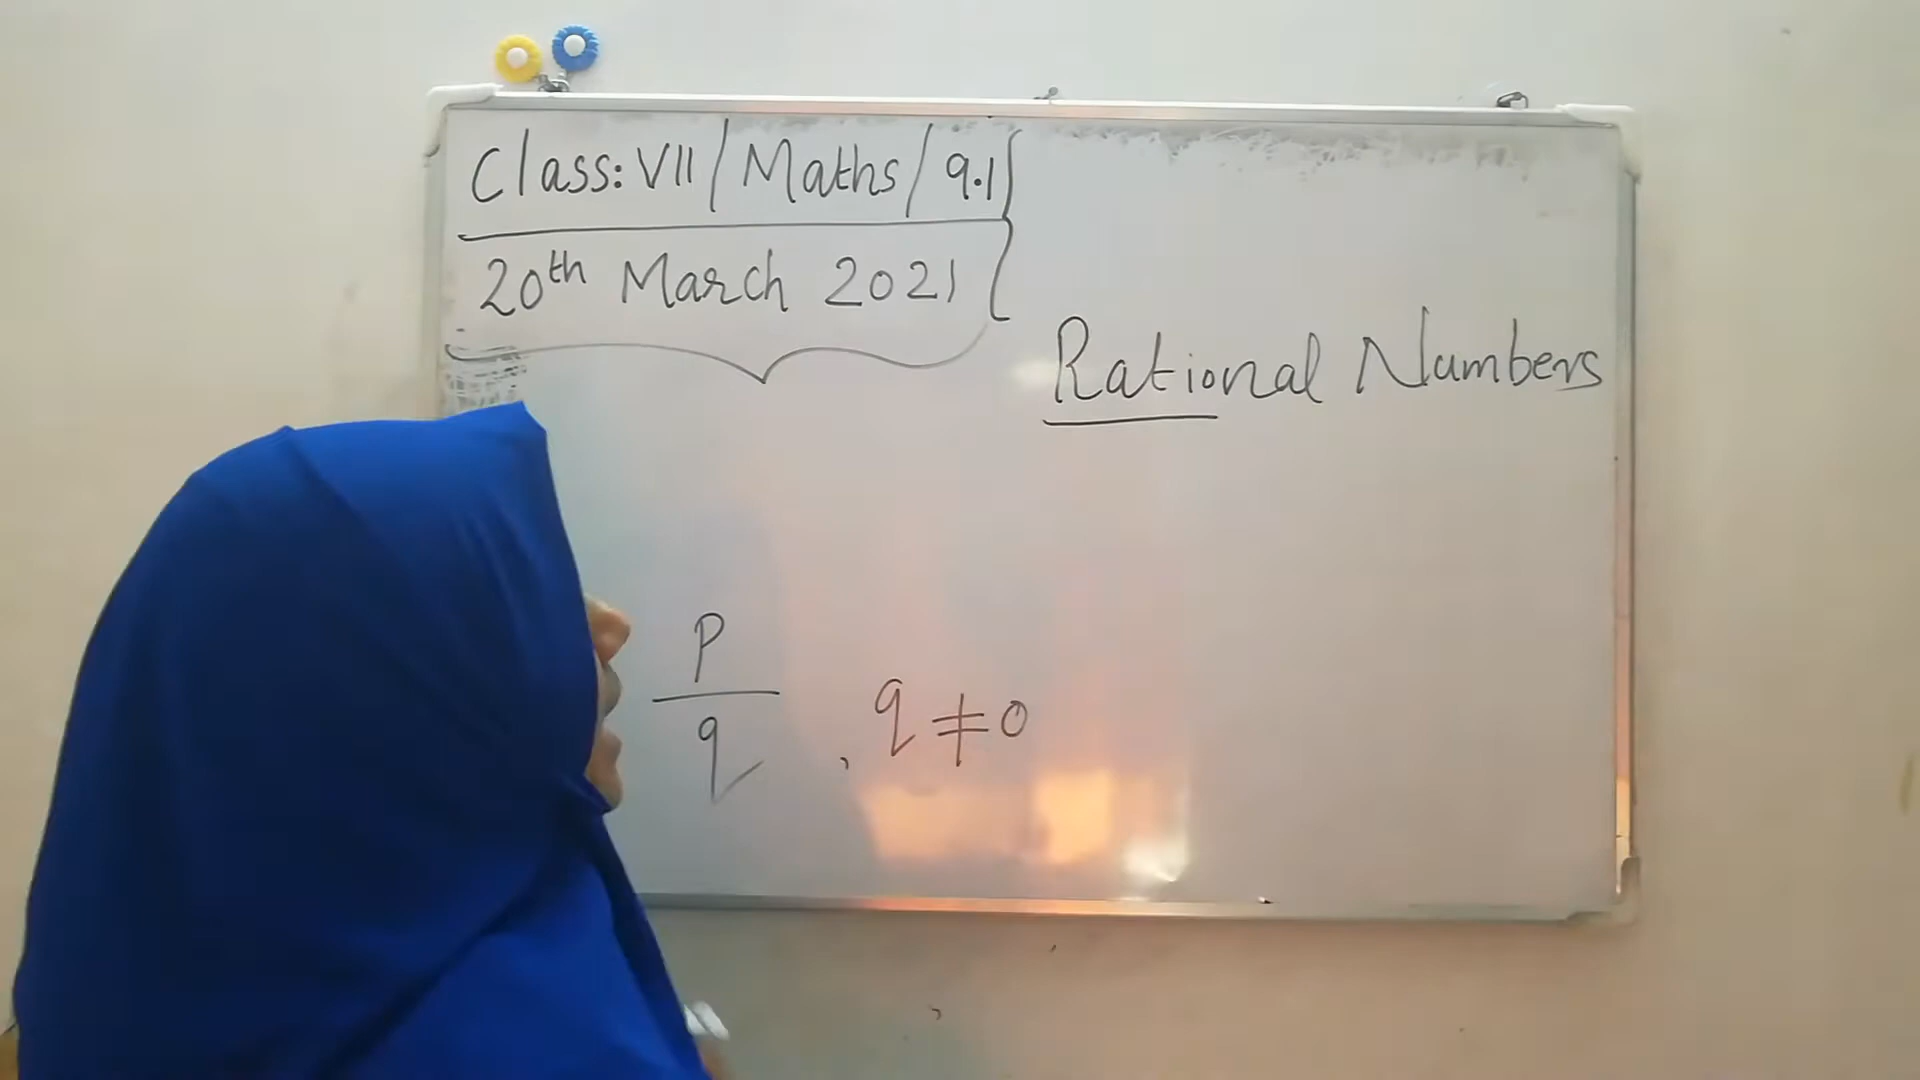 Class: VII / Maths / 9.1
20th March 2021
Rational Numbers
p
q , q ≠ 0